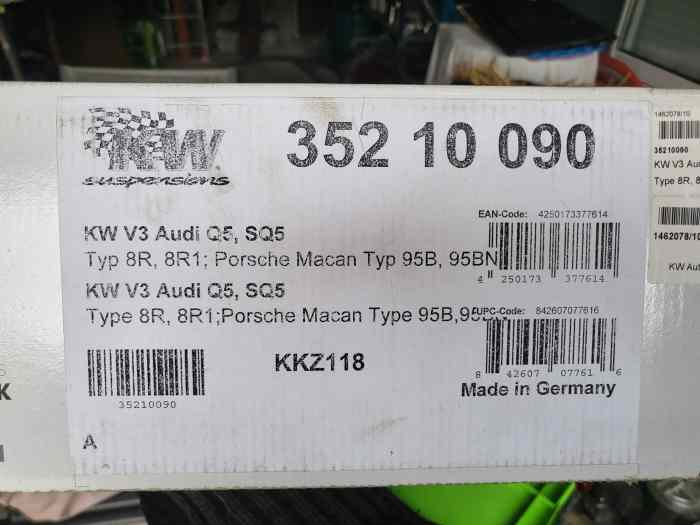 KW
suspensions
352 10 090
EAN-Code: 4250173377614
KW V3 Audi Q5, SQ5
Typ 8R, 8R1; Porsche Macan Typ 95B, 95BN
4 250173 377614
KW V3 Audi Q5, SQ5
Type 8R, 8R1;Porsche Macan Type 95B,95
UPC-Code: 842607077616
KKZ118
8 42607 07761 6
Made in Germany
35210090
A
1462078/10
35210090
KW V3 Au
Type 8R, 8
1462078/10
KW Aut
K